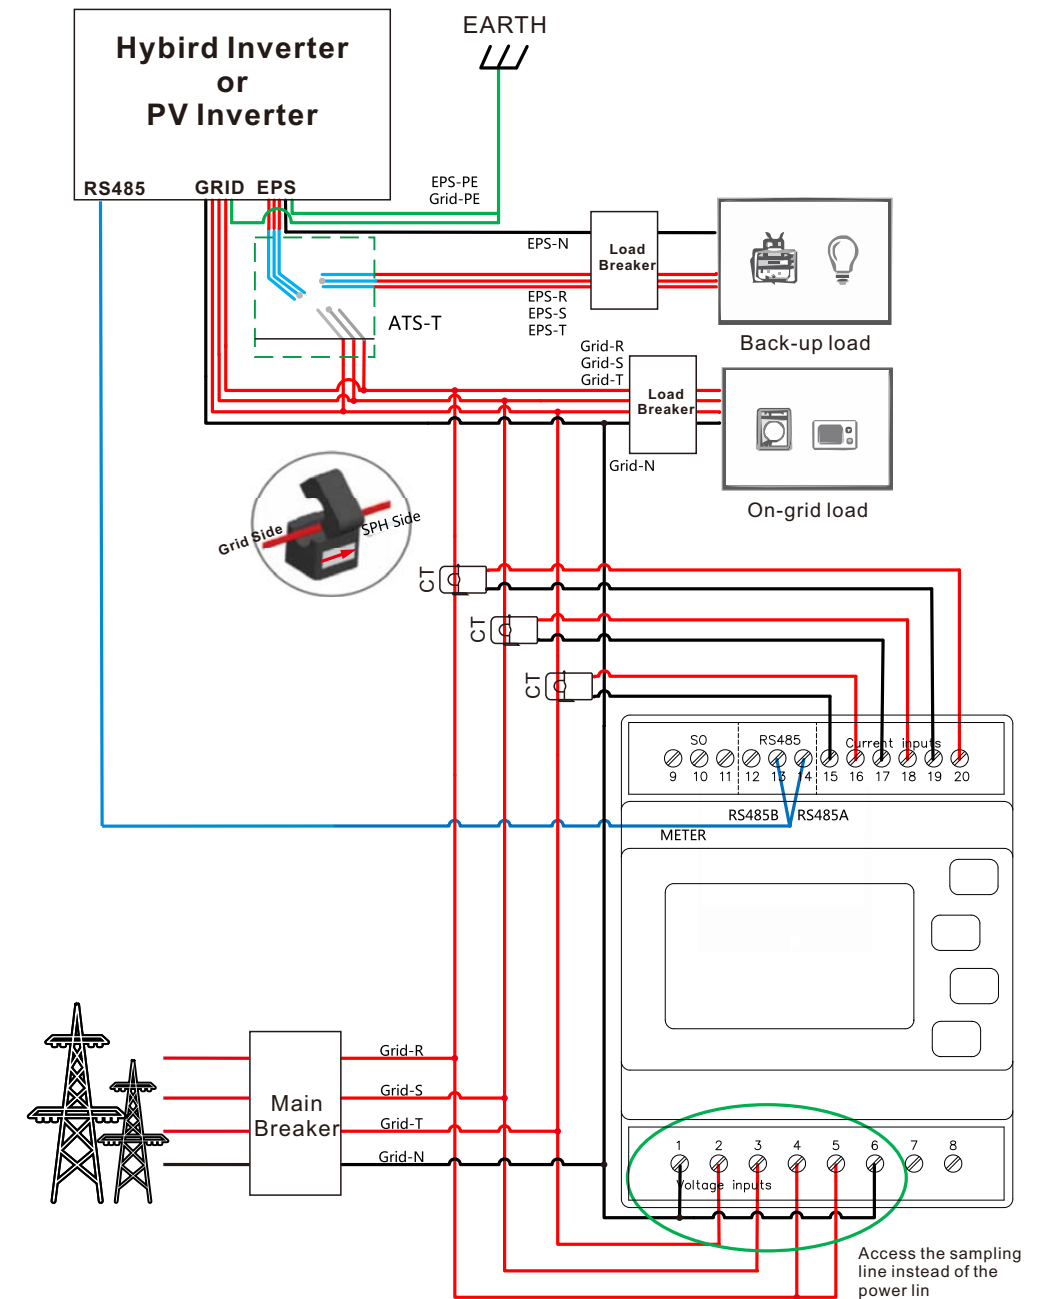 EARTH
Hybird Inverter
or
PV Inverter
RS485
GRID
EPS
EPS-PE
Grid-PE
EPS-N
Load
Breaker
EPS-R
EPS-S
EPS-T
ATS-T
Back-up load
Grid-R
Grid-S
Grid-T
Load
Breaker
Grid-N
On-grid load
Grid Side
SPH Side
CT
CT
CT
SO
RS485
Current inputs
9 10 11 12 13 14 15 16 17 18 19 20
RS485B
RS485A
METER
Main
Breaker
Grid-R
Grid-S
Grid-T
Grid-N
1 2 3 4 5 6 7 8
Voltage inputs
Access the sampling
line instead of the
power lin